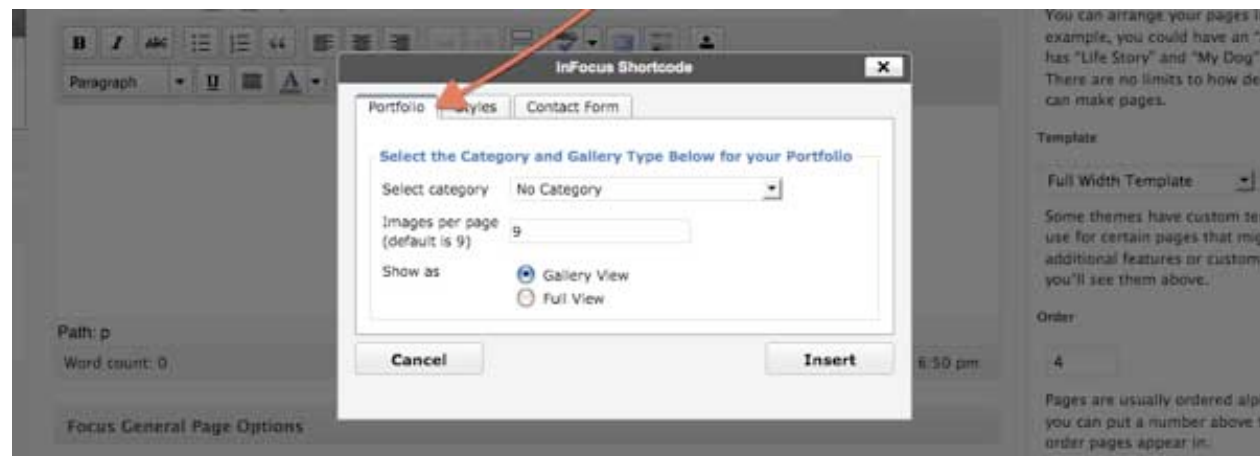 You can arrange your pages
B I ABC
example, you could have an "
has "Life Story" and "My Dog"
There are no limits to how de
can make pages.
Paragraph U A
inFocus Shortcode
Portfolio Styles Contact Form
Select the Category and Gallery Type Below for your Portfolio
Select category No Category
Images per page
(default is 9) 9
Show as Gallery View
Full View
Cancel Insert
Path: p
Word count: 0 6:50 pm
Focus General Page Options
Template
Full Width Template
Some themes have custom te
use for certain pages that mig
additional features or custom
you'll see them above.
Order
4
Pages are usually ordered alp
you can put a number above
order pages appear in.